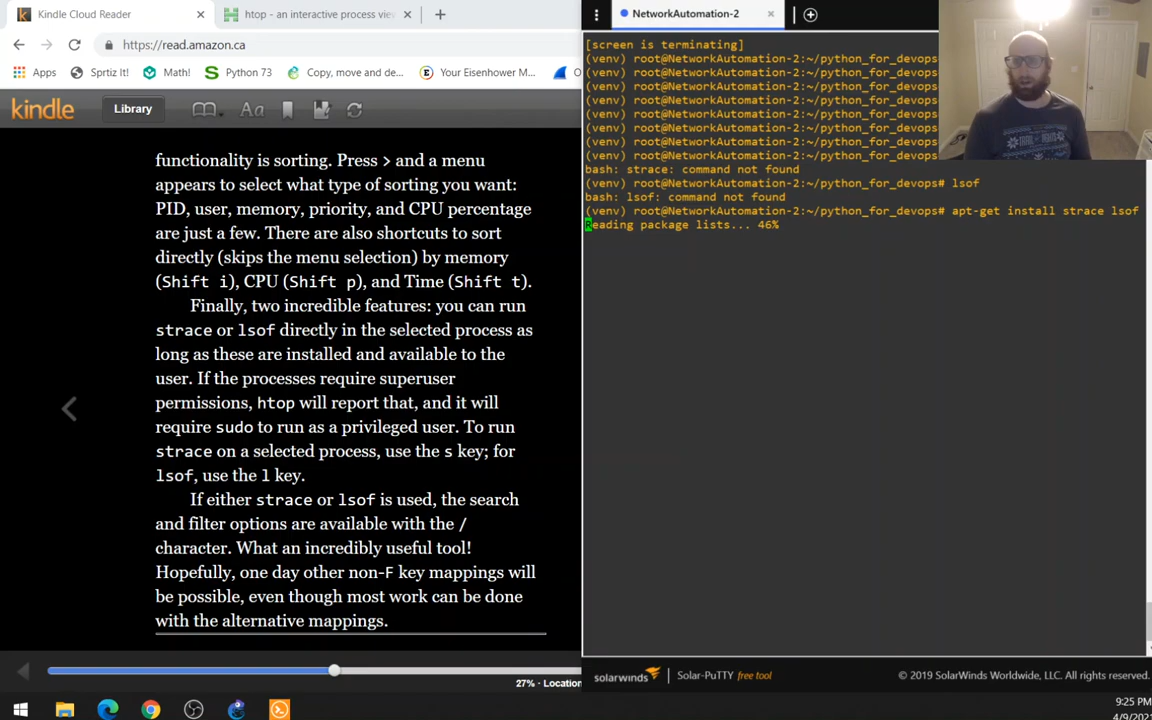 Kindle Cloud Reader
htop - an interactive process vie
NetworkAutomation-2
https://read.amazon.ca
Apps
Sprtiz It!
Math!
Python 73
Copy, move and de...
Your Eisenhower M...
kindle
Library
Aa
functionality is sorting. Press > and a menu
appears to select what type of sorting you want:
PID, user, memory, priority, and CPU percentage
are just a few. There are also shortcuts to sort
directly (skips the menu selection) by memory
(Shift i), CPU (Shift p), and Time (Shift t).
Finally, two incredible features: you can run
strace or lsof directly in the selected process as
long as these are installed and available to the
user. If the processes require superuser
permissions, htop will report that, and it will
require sudo to run as a privileged user. To run
strace on a selected process, use the s key; for
lsof, use the l key.
If either strace or lsof is used, the search
and filter options are available with the /
character. What an incredibly useful tool!
Hopefully, one day other non-F key mappings will
be possible, even though most work can be done
with the alternative mappings.
27% · Location
[screen is terminating]
(venv) root@NetworkAutomation-2:~/python_for_devops
(venv) root@NetworkAutomation-2:~/python_for_devops
(venv) root@NetworkAutomation-2:~/python_for_devops
(venv) root@NetworkAutomation-2:~/python_for_devops
(venv) root@NetworkAutomation-2:~/python_for_devops
(venv) root@NetworkAutomation-2:~/python_for_devops
(venv) root@NetworkAutomation-2:~/python_for_devops
(venv) root@NetworkAutomation-2:~/python_for_devops
bash: strace: command not found
(venv) root@NetworkAutomation-2:~/python_for_devops# lsof
bash: lsof: command not found
(venv) root@NetworkAutomation-2:~/python_for_devops# apt-get install strace lsof
Reading package lists... 46%
solarwinds
Solar-PuTTY free tool
© 2019 SolarWinds Worldwide, LLC. All rights reserved.
9:25 PM